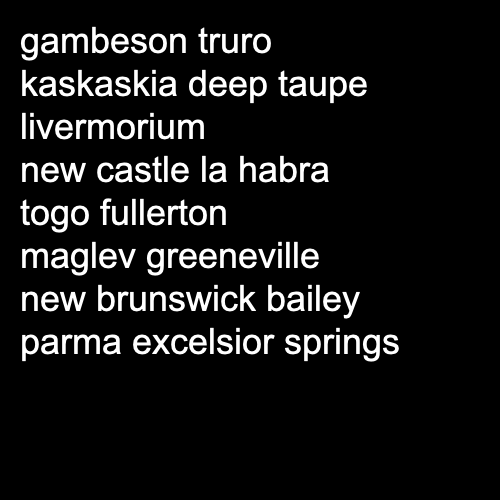 gambeson truro
kaskaskia deep taupe
livermorium
new castle la habra
togo fullerton
maglev greeneville
new brunswick bailey
parma excelsior springs